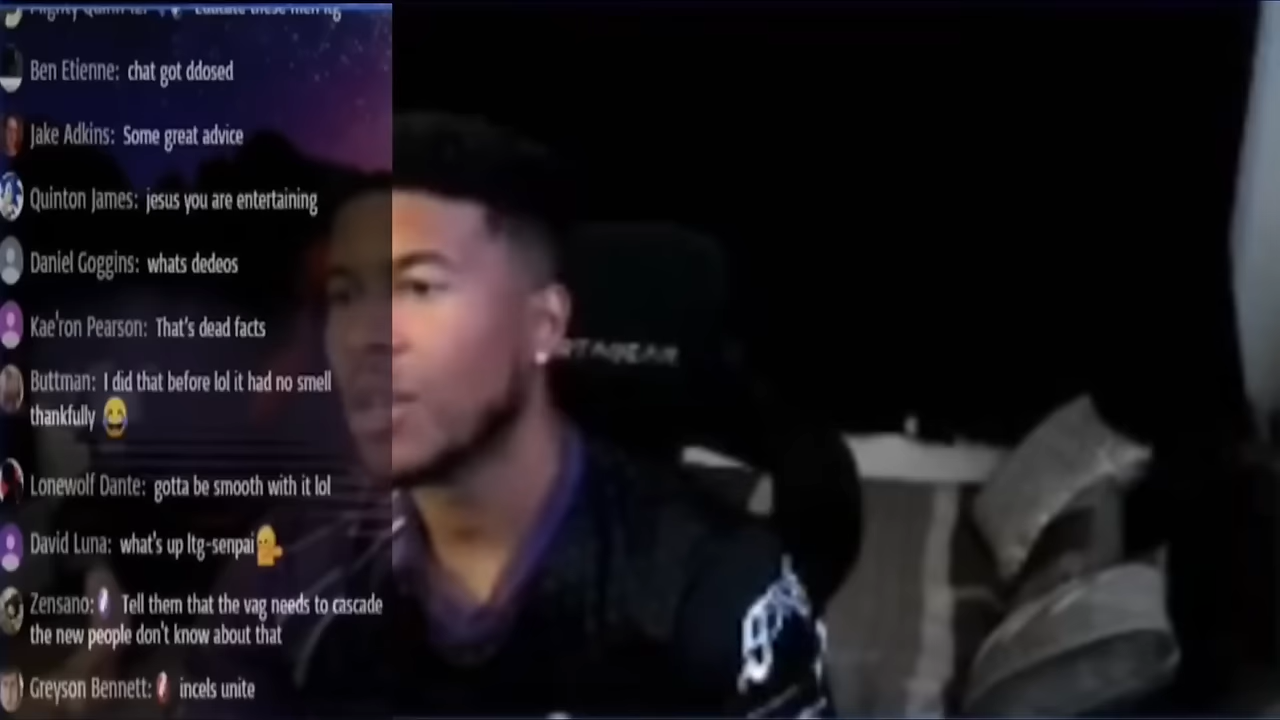 Ben Etienne: chat got ddosed
Jake Adkins: Some great advice
Quinton James: jesus you are entertaining
Daniel Goggins: whats dedeos
Kae'ron Pearson: That's dead facts
Buttman: I did that before lol it had no smell
thankfully 😂
Lonewolf Dante: gotta be smooth with it lol
David Luna: what's up ltg-senpai
Zensano: Tell them that the vag needs to cascade
the new people don't know about that
Greyson Bennett: incels unite